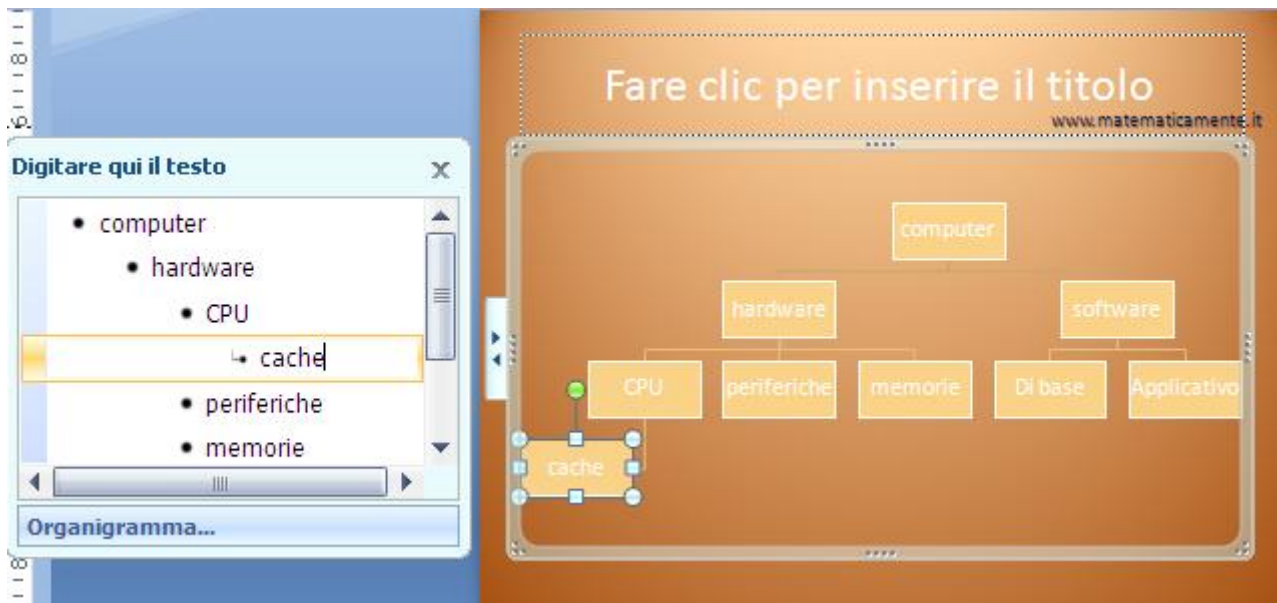 Fare clic per inserire il titolo
www.matematicamente.it
Digitare qui il testo
computer
hardware
CPU
cache
periferiche
memorie
Organigramma...
computer
hardware
software
CPU
periferiche
memorie
Di base
Applicativo
cache